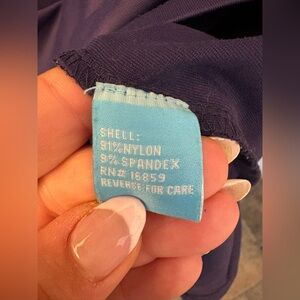 SHELL:
91%NYLON
9% SPANDEX
RN# 16859
REVERSE FOR CARE